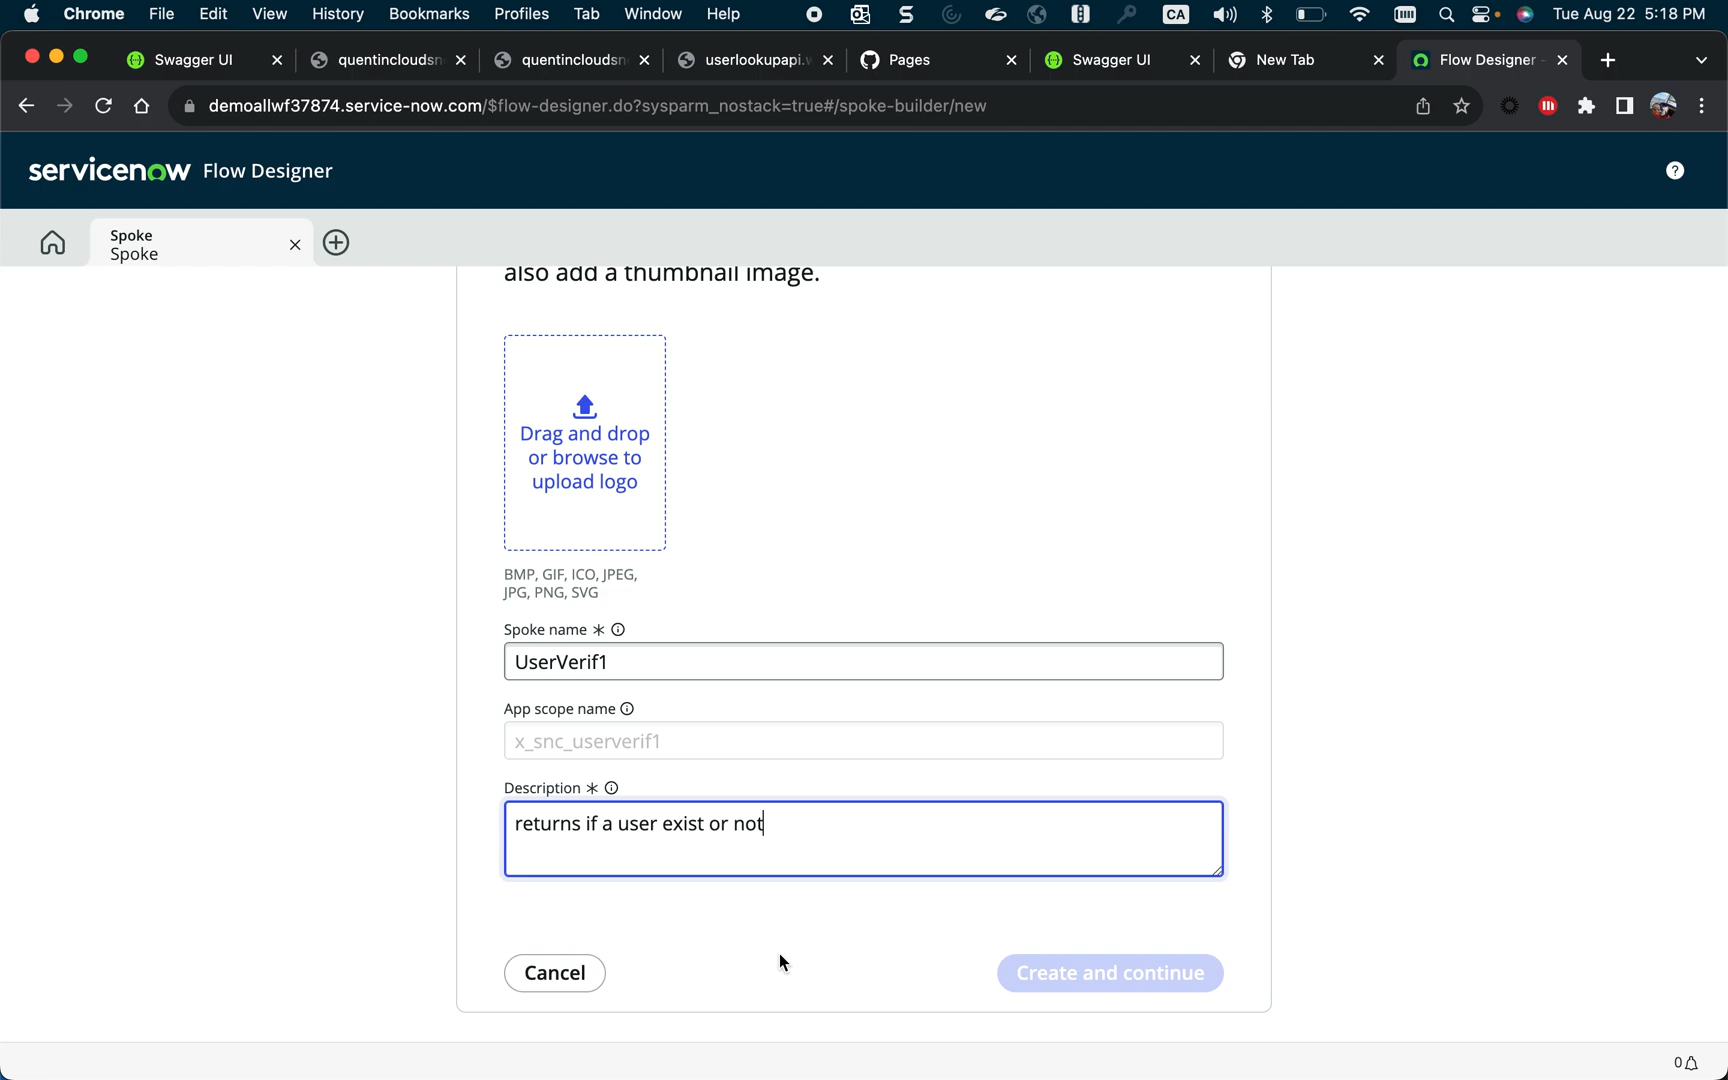 Chrome File Edit View History Bookmarks Profiles Tab Window Help CA Tue Aug 22 5:18 PM
Swagger UI quentincloudsn quentincloudsn userlookupapi.w Pages Swagger UI New Tab Flow Designer -
demoallwf37874.service-now.com/$flow-designer.do?sysparm_nostack=true#/spoke-builder/new
servicenow Flow Designer
Spoke
Spoke
also add a thumbnail image.
Drag and drop
or browse to
upload logo
BMP, GIF, ICO, JPEG,
JPG, PNG, SVG
Spoke name *
UserVerif1
App scope name
x_snc_userverif1
Description *
returns if a user exist or not
Cancel Create and continue
0